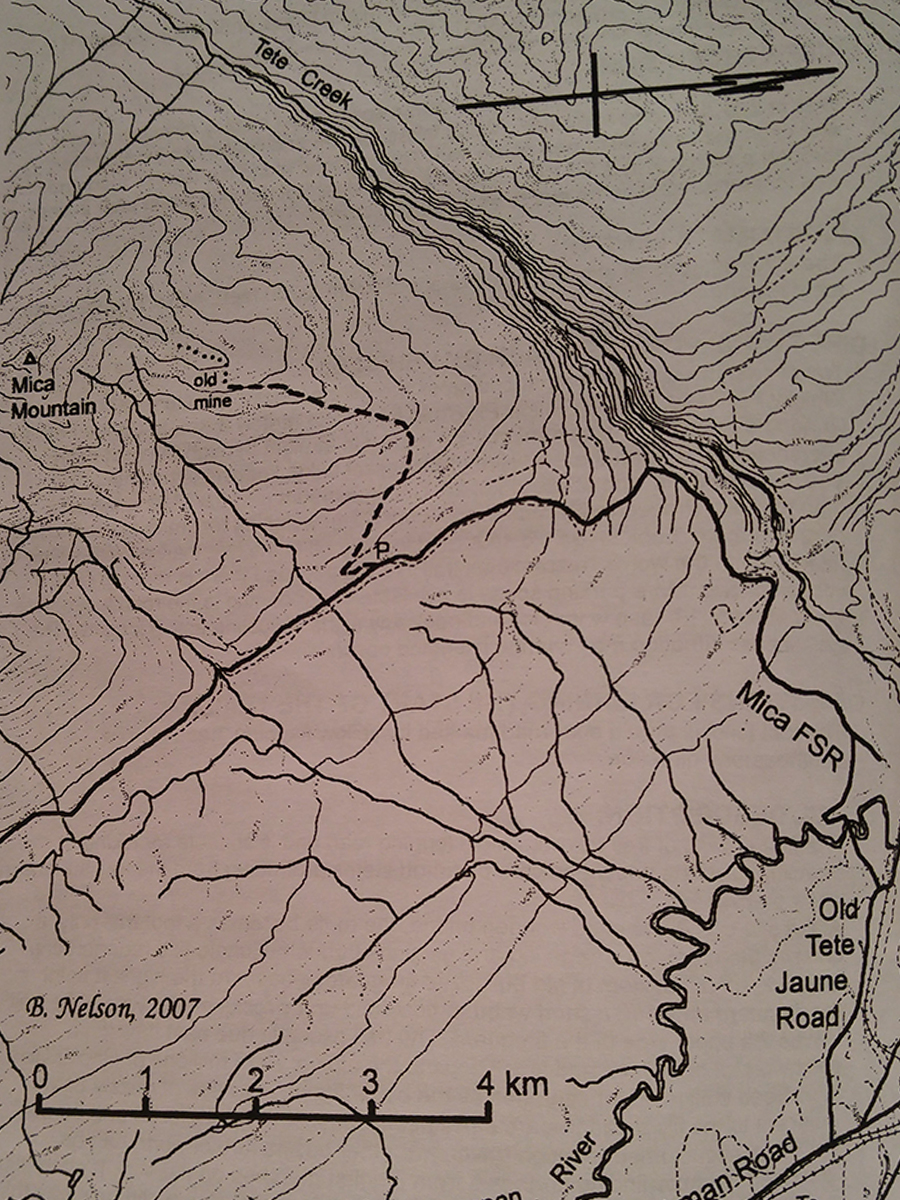 Tete Creek
Mica
Mountain
old
mine
P
Mica FSR
Old
Tete
Jaune
Road
B. Nelson, 2007
0 1 2 3 4 km
River
man Road